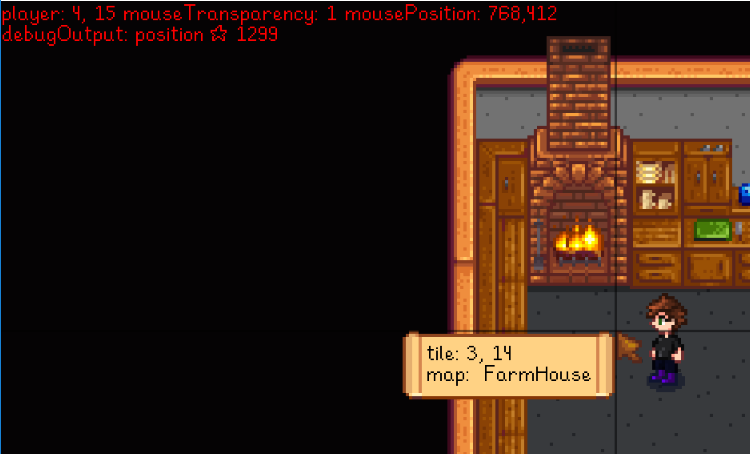 player: 4, 15 mouseTransparency: 1 mousePosition: 768,412
debugOutput: position ☆ 1299
tile: 3, 14
map: FarmHouse